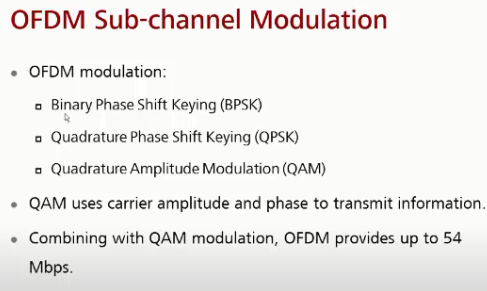 OFDM Sub-channel Modulation
OFDM modulation:
Binary Phase Shift Keying (BPSK)
Quadrature Phase Shift Keying (QPSK)
Quadrature Amplitude Modulation (QAM)
QAM uses carrier amplitude and phase to transmit information.
Combining with QAM modulation, OFDM provides up to 54
Mbps.